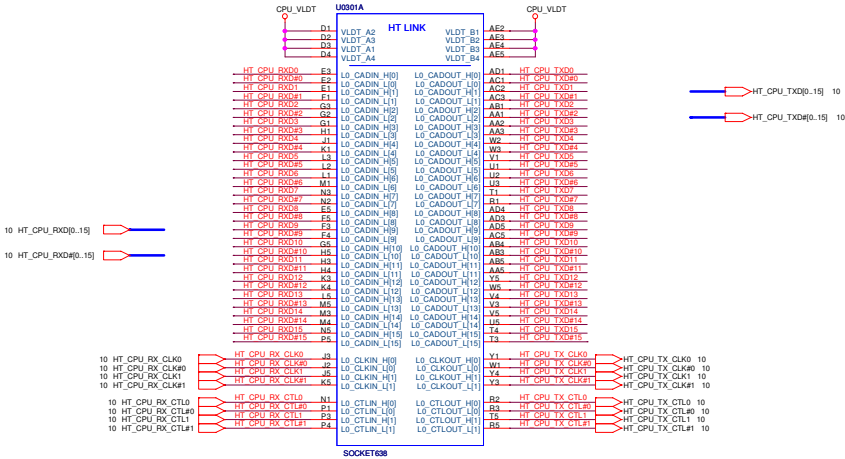 CPU_VLDT U0301A CPU_VLDT
HT LINK
D1 VLDT_A2 VLDT_B1 AE2
D2 VLDT_A3 VLDT_B2 AE3
D3 VLDT_A1 VLDT_B3 AE4
D4 VLDT_A4 VLDT_B4 AE5
HT_CPU_RXD0 E3 L0_CADIN_H[0] L0_CADOUT_H[0] AD1 HT_CPU_TXD0
HT_CPU_RXD#0 E2 L0_CADIN_L[0] L0_CADOUT_L[0] AC1 HT_CPU_TXD#0
HT_CPU_RXD1 E1 L0_CADIN_H[1] L0_CADOUT_H[1] AC2 HT_CPU_TXD1
HT_CPU_RXD#1 F1 L0_CADIN_L[1] L0_CADOUT_L[1] AC3 HT_CPU_TXD#1
HT_CPU_RXD2 G3 L0_CADIN_H[2] L0_CADOUT_H[2] AB1 HT_CPU_TXD2
HT_CPU_RXD#2 G2 L0_CADIN_L[2] L0_CADOUT_L[2] AA1 HT_CPU_TXD#2
HT_CPU_RXD3 G1 L0_CADIN_H[3] L0_CADOUT_H[3] AA2 HT_CPU_TXD3
HT_CPU_RXD#3 H1 L0_CADIN_L[3] L0_CADOUT_L[3] AA3 HT_CPU_TXD#3
HT_CPU_RXD4 J1 L0_CADIN_H[4] L0_CADOUT_H[4] W2 HT_CPU_TXD4
HT_CPU_RXD#4 K1 L0_CADIN_L[4] L0_CADOUT_L[4] W3 HT_CPU_TXD#4
HT_CPU_RXD5 L3 L0_CADIN_H[5] L0_CADOUT_H[5] V1 HT_CPU_TXD5
HT_CPU_RXD#5 L2 L0_CADIN_L[5] L0_CADOUT_L[5] U1 HT_CPU_TXD#5
HT_CPU_RXD6 L1 L0_CADIN_H[6] L0_CADOUT_H[6] U2 HT_CPU_TXD6
HT_CPU_RXD#6 M1 L0_CADIN_L[6] L0_CADOUT_L[6] U3 HT_CPU_TXD#6
HT_CPU_RXD7 N3 L0_CADIN_H[7] L0_CADOUT_H[7] T1 HT_CPU_TXD7
HT_CPU_RXD#7 N2 L0_CADIN_L[7] L0_CADOUT_L[7] R1 HT_CPU_TXD#7
HT_CPU_RXD8 E5 L0_CADIN_H[8] L0_CADOUT_H[8] AD4 HT_CPU_TXD8
HT_CPU_RXD#8 F5 L0_CADIN_L[8] L0_CADOUT_L[8] AD3 HT_CPU_TXD#8
HT_CPU_RXD9 F3 L0_CADIN_H[9] L0_CADOUT_H[9] AD5 HT_CPU_TXD9
HT_CPU_RXD#9 F4 L0_CADIN_L[9] L0_CADOUT_L[9] AC5 HT_CPU_TXD#9
HT_CPU_RXD10 G5 L0_CADIN_H[10] L0_CADOUT_H[10] AB4 HT_CPU_TXD10
HT_CPU_RXD#10 H5 L0_CADIN_L[10] L0_CADOUT_L[10] AB3 HT_CPU_TXD#10
HT_CPU_RXD11 H3 L0_CADIN_H[11] L0_CADOUT_H[11] AB5 HT_CPU_TXD11
HT_CPU_RXD#11 H4 L0_CADIN_L[11] L0_CADOUT_L[11] AA5 HT_CPU_TXD#11
HT_CPU_RXD12 K3 L0_CADIN_H[12] L0_CADOUT_H[12] Y5 HT_CPU_TXD12
HT_CPU_RXD#12 K4 L0_CADIN_L[12] L0_CADOUT_L[12] W5 HT_CPU_TXD#12
HT_CPU_RXD13 L5 L0_CADIN_H[13] L0_CADOUT_H[13] V4 HT_CPU_TXD13
HT_CPU_RXD#13 M5 L0_CADIN_L[13] L0_CADOUT_L[13] V3 HT_CPU_TXD#13
HT_CPU_RXD14 M3 L0_CADIN_H[14] L0_CADOUT_H[14] V5 HT_CPU_TXD14
HT_CPU_RXD#14 M4 L0_CADIN_L[14] L0_CADOUT_L[14] U5 HT_CPU_TXD#14
HT_CPU_RXD15 N5 L0_CADIN_H[15] L0_CADOUT_H[15] T4 HT_CPU_TXD15
HT_CPU_RXD#15 P5 L0_CADIN_L[15] L0_CADOUT_L[15] T3 HT_CPU_TXD#15
HT_CPU_TXD[0..15] 10
HT_CPU_TXD#[0..15] 10
10 HT_CPU_RXD[0..15]
10 HT_CPU_RXD#[0..15]
10 HT_CPU_RX_CLK0 HT_CPU_RX_CLK0 J3 L0_CLKIN_H[0] L0_CLKOUT_H[0] Y1 HT_CPU_TX_CLK0 HT_CPU_TX_CLK0 10
10 HT_CPU_RX_CLK#0 HT_CPU_RX_CLK#0 J2 L0_CLKIN_L[0] L0_CLKOUT_L[0] W1 HT_CPU_TX_CLK#0 HT_CPU_TX_CLK#0 10
10 HT_CPU_RX_CLK1 HT_CPU_RX_CLK1 J5 L0_CLKIN_H[1] L0_CLKOUT_H[1] Y4 HT_CPU_TX_CLK1 HT_CPU_TX_CLK1 10
10 HT_CPU_RX_CLK#1 HT_CPU_RX_CLK#1 K5 L0_CLKIN_L[1] L0_CLKOUT_L[1] Y3 HT_CPU_TX_CLK#1 HT_CPU_TX_CLK#1 10
10 HT_CPU_RX_CTL0 HT_CPU_RX_CTL0 N1 L0_CTLIN_H[0] L0_CTLOUT_H[0] R2 HT_CPU_TX_CTL0 HT_CPU_TX_CTL0 10
10 HT_CPU_RX_CTL#0 HT_CPU_RX_CTL#0 P1 L0_CTLIN_L[0] L0_CTLOUT_L[0] R3 HT_CPU_TX_CTL#0 HT_CPU_TX_CTL#0 10
10 HT_CPU_RX_CTL1 HT_CPU_RX_CTL1 P3 L0_CTLIN_H[1] L0_CTLOUT_H[1] T5 HT_CPU_TX_CTL1 HT_CPU_TX_CTL1 10
10 HT_CPU_RX_CTL#1 HT_CPU_RX_CTL#1 P4 L0_CTLIN_L[1] L0_CTLOUT_L[1] R5 HT_CPU_TX_CTL#1 HT_CPU_TX_CTL#1 10
SOCKET638